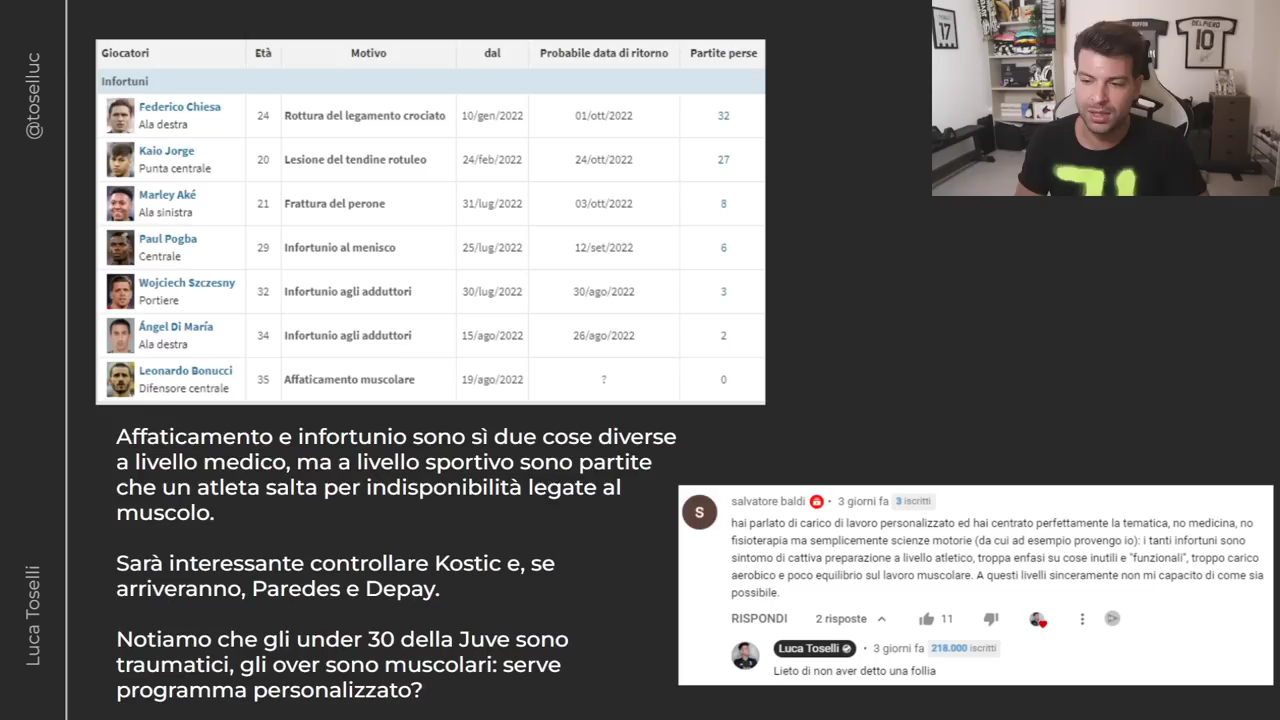 @toselluc
Luca Toselli
Giocatori Età Motivo dal Probabile data di ritorno Partite perse
Infortuni
Federico Chiesa
Ala destra
24 Rottura del legamento crociato 10/gen/2022 01/ott/2022 32
Kaio Jorge
Punta centrale
20 Lesione del tendine rotuleo 24/feb/2022 24/ott/2022 27
Marley Aké
Ala sinistra
21 Frattura del perone 31/lug/2022 03/ott/2022 8
Paul Pogba
Centrale
29 Infortunio al menisco 25/lug/2022 12/set/2022 6
Wojciech Szczesny
Portiere
32 Infortunio agli adduttori 30/lug/2022 30/ago/2022 3
Ángel Di María
Ala destra
34 Infortunio agli adduttori 15/ago/2022 26/ago/2022 2
Leonardo Bonucci
Difensore centrale
35 Affaticamento muscolare 19/ago/2022 ? 0
17
DEL PIERO
10
Affaticamento e infortunio sono sì due cose diverse
a livello medico, ma a livello sportivo sono partite
che un atleta salta per indisponibilità legate al
muscolo.
Sarà interessante controllare Kostic e, se
arriveranno, Paredes e Depay.
Notiamo che gli under 30 della Juve sono
traumatici, gli over sono muscolari: serve
programma personalizzato?
S
salvatore baldi • 3 giorni fa 3 iscritti
hai parlato di carico di lavoro personalizzato ed hai centrato perfettamente la tematica, no medicina, no
fisioterapia ma semplicemente scienze motorie (da cui ad esempio provengo io): i tanti infortuni sono
sintomo di cattiva preparazione a livello atletico, troppa enfasi su cose inutili e "funzionali", troppo carico
aerobico e poco equilibrio sul lavoro muscolare. A questi livelli sinceramente non mi capacito di come sia
possibile.
RISPONDI 2 risposte 11
Luca Toselli • 3 giorni fa 218.000 iscritti
Lieto di non aver detto una follia